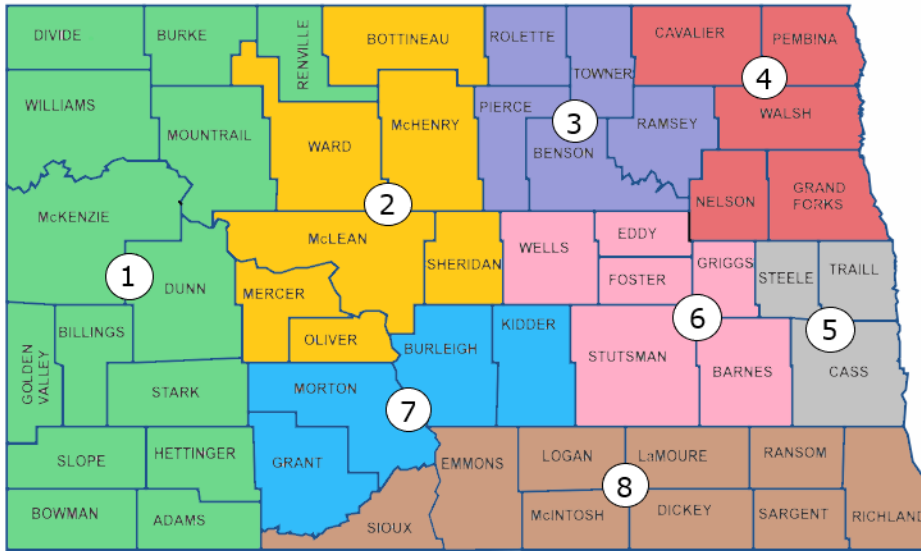 DIVIDE
BURKE
RENVILLE
BOTTINEAU
ROLETTE
TOWNER
CAVALIER
PEMBINA
4
WILLIAMS
MOUNTRAIL
WARD
McHENRY
PIERCE
3
BENSON
RAMSEY
WALSH
McKENZIE
2
NELSON
GRAND
FORKS
1
DUNN
McLEAN
SHERIDAN
WELLS
EDDY
FOSTER
GRIGGS
STEELE
TRAILL
MERCER
OLIVER
6
5
GOLDEN
VALLEY
BILLINGS
STARK
MORTON
BURLEIGH
KIDDER
STUTSMAN
BARNES
CASS
7
SLOPE
HETTINGER
GRANT
EMMONS
LOGAN
LaMOURE
RANSOM
8
BOWMAN
ADAMS
SIOUX
McINTOSH
DICKEY
SARGENT
RICHLAND